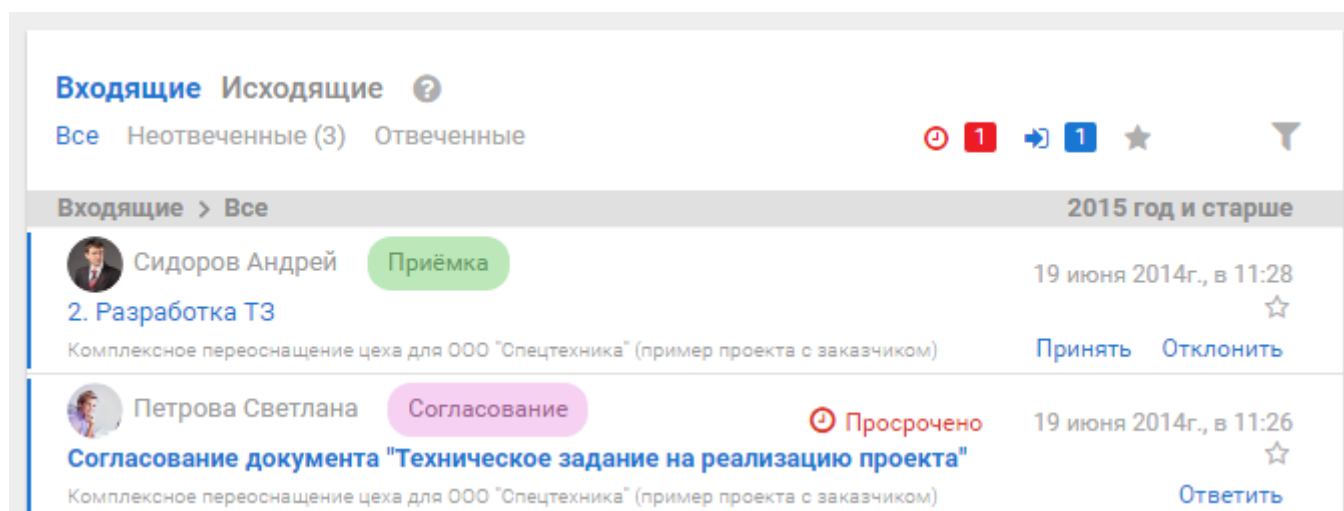 Входящие Исходящие ?
Все Неотвеченные (3) Отвеченные 1 1
Входящие > Все 2015 год и старше
Сидоров Андрей Приёмка 19 июня 2014г., в 11:28
2. Разработка ТЗ
Комплексное переоснащение цеха для ООО "Спецтехника" (пример проекта с заказчиком) Принять Отклонить
Петрова Светлана Согласование Просрочено 19 июня 2014г., в 11:26
Согласование документа "Техническое задание на реализацию проекта"
Комплексное переоснащение цеха для ООО "Спецтехника" (пример проекта с заказчиком) Ответить